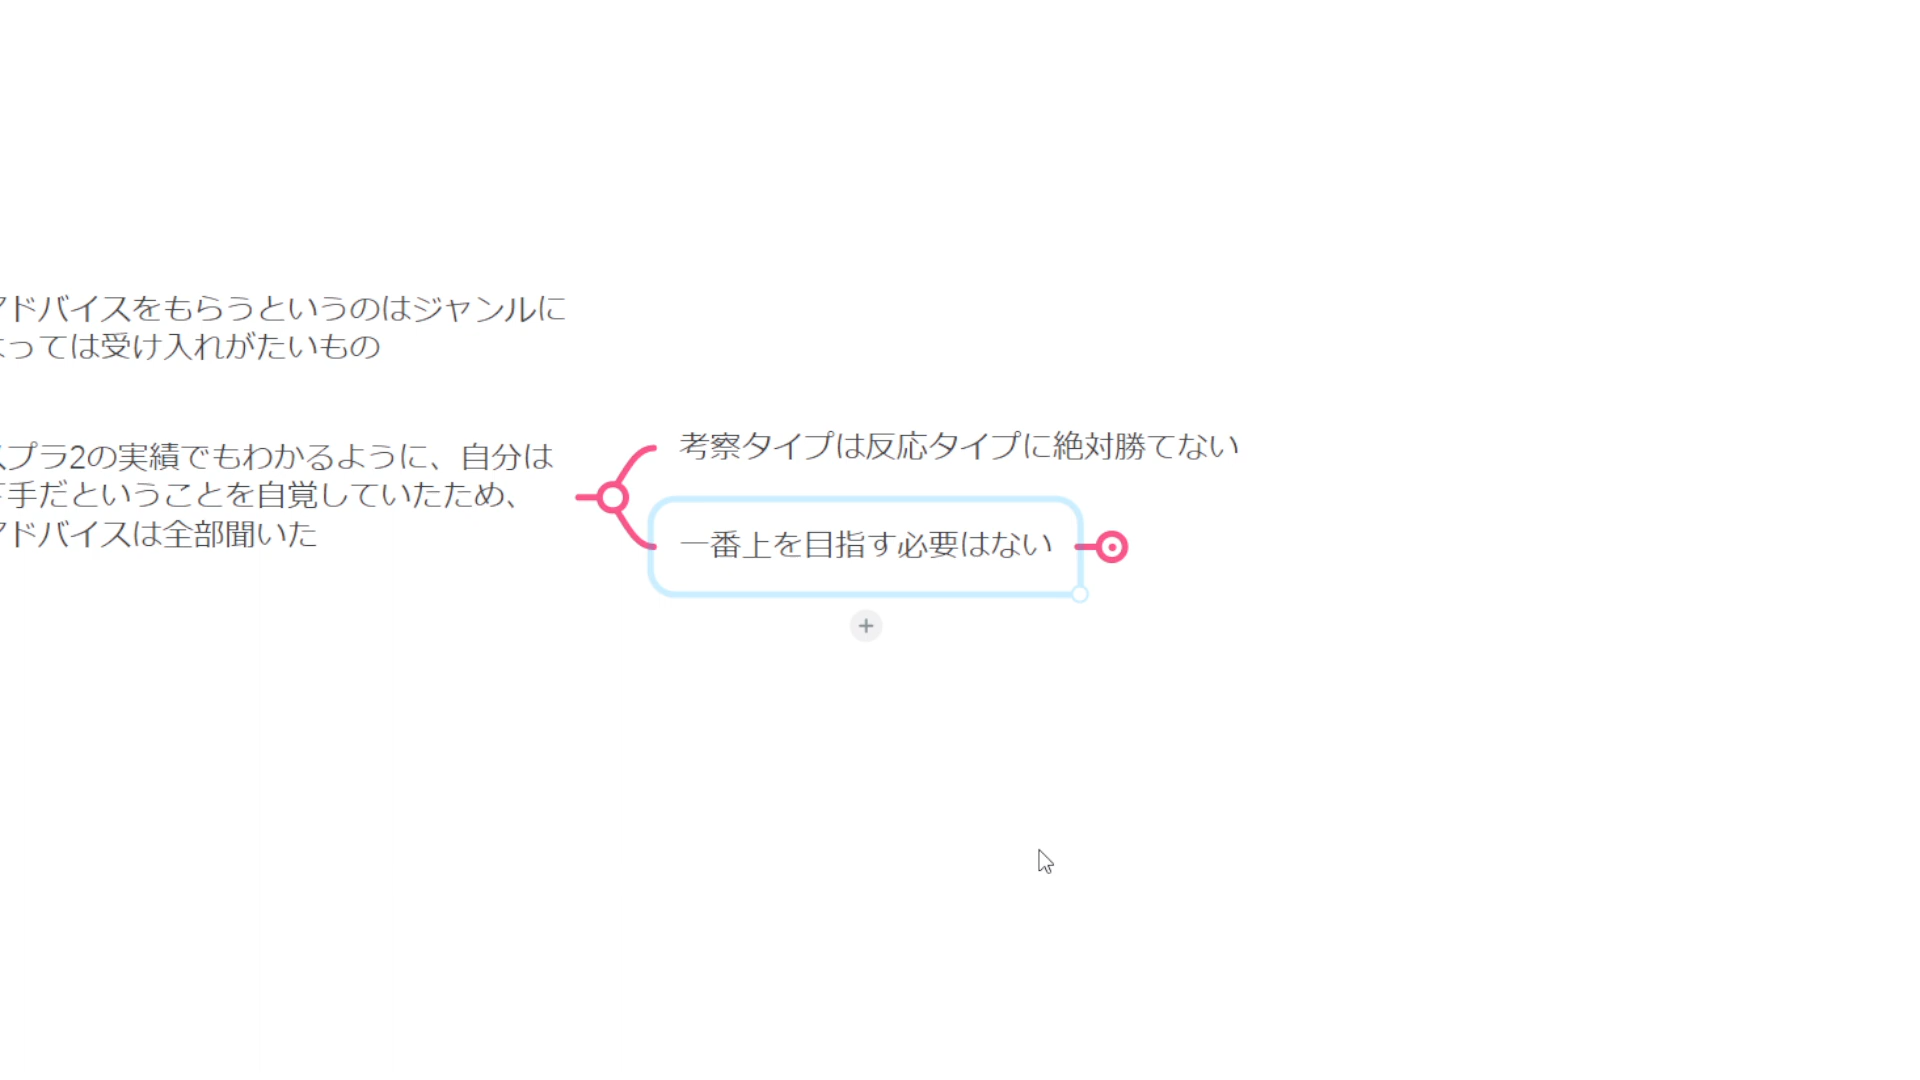 アドバイスをもらうというのはジャンルに
よっては受け入れがたいもの
スプラ2の実績でもわかるように、自分は
下手だということを自覚していたため、
アドバイスは全部聞いた
考察タイプは反応タイプに絶対勝てない
一番上を目指す必要はない